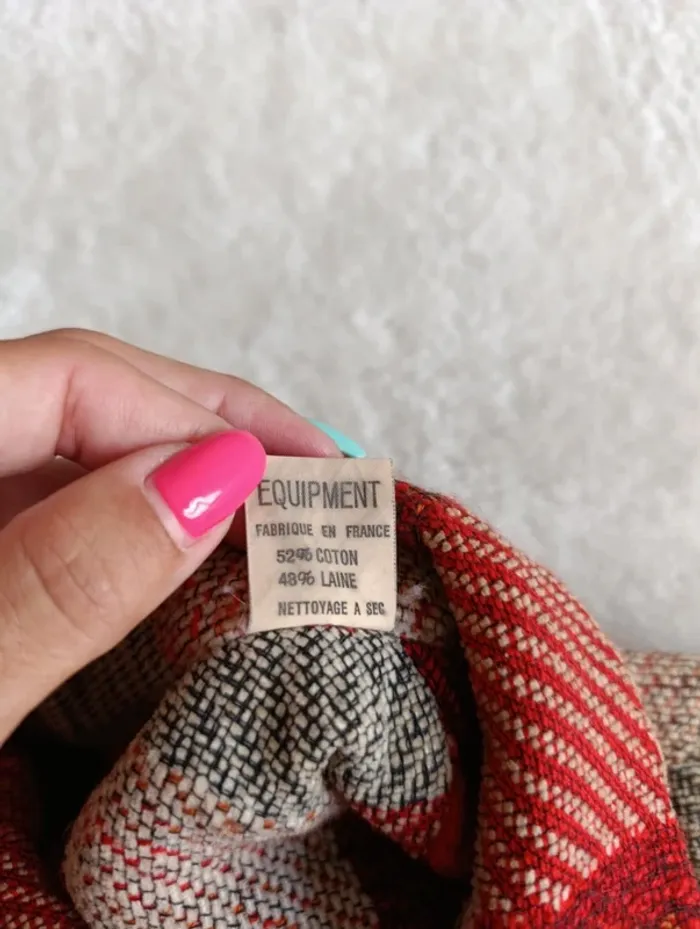 EQUIPMENT
FABRIQUE EN FRANCE
52% COTON
48% LAINE
NETTOYAGE A SEC